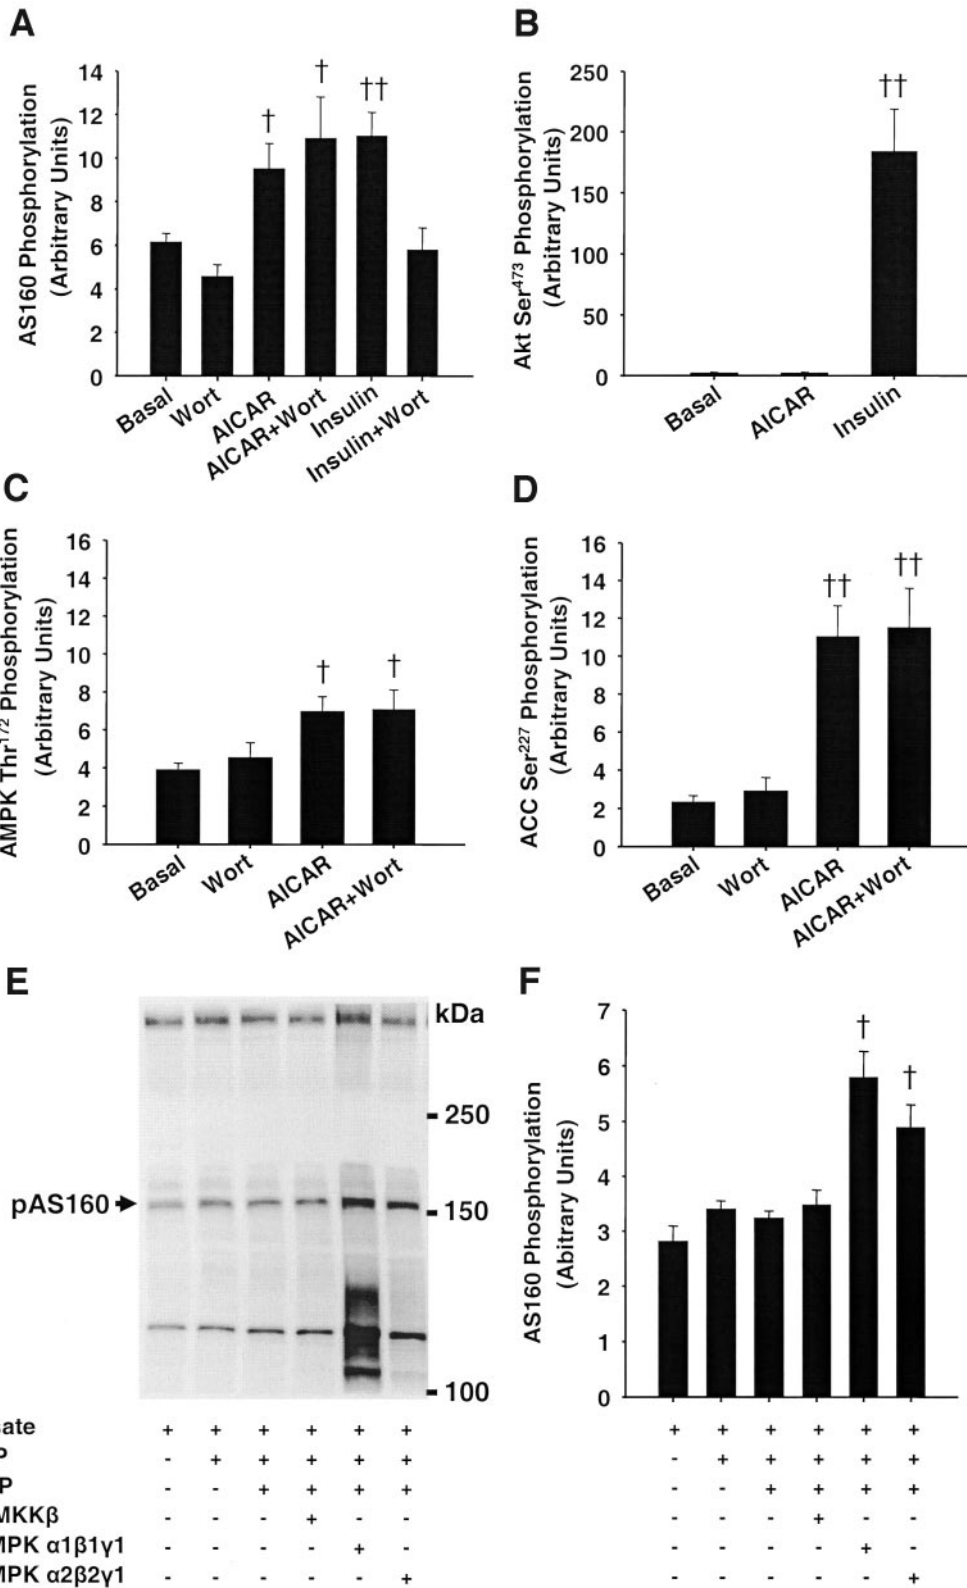 A
AS160 Phosphorylation
(Arbitrary Units)
14
12
10
8
6
4
2
0
†
†
††
Basal
Wort
AICAR
AICAR+Wort
Insulin
Insulin+Wort
B
Akt Ser473 Phosphorylation
(Arbitrary Units)
250
200
150
100
50
0
††
Basal
AICAR
Insulin
C
AMPK Thr172 Phosphorylation
(Arbitrary Units)
16
14
12
10
8
6
4
2
0
†
†
Basal
Wort
AICAR
AICAR+Wort
D
ACC Ser227 Phosphorylation
(Arbitrary Units)
16
14
12
10
8
6
4
2
0
††
††
Basal
Wort
AICAR
AICAR+Wort
E
kDa
250
pAS160
150
100
F
AS160 Phosphorylation
(Abitrary Units)
7
6
5
4
3
2
1
0
†
†
sate + + + + + + + + + + + +
P - + + + + + - + + + + +
P - - + + + + - - + + + +
MKKβ - - - + - - - - - + - -
MPK α1β1γ1 - - - - + - - - - - + -
MPK α2β2γ1 - - - - - + - - - - - +